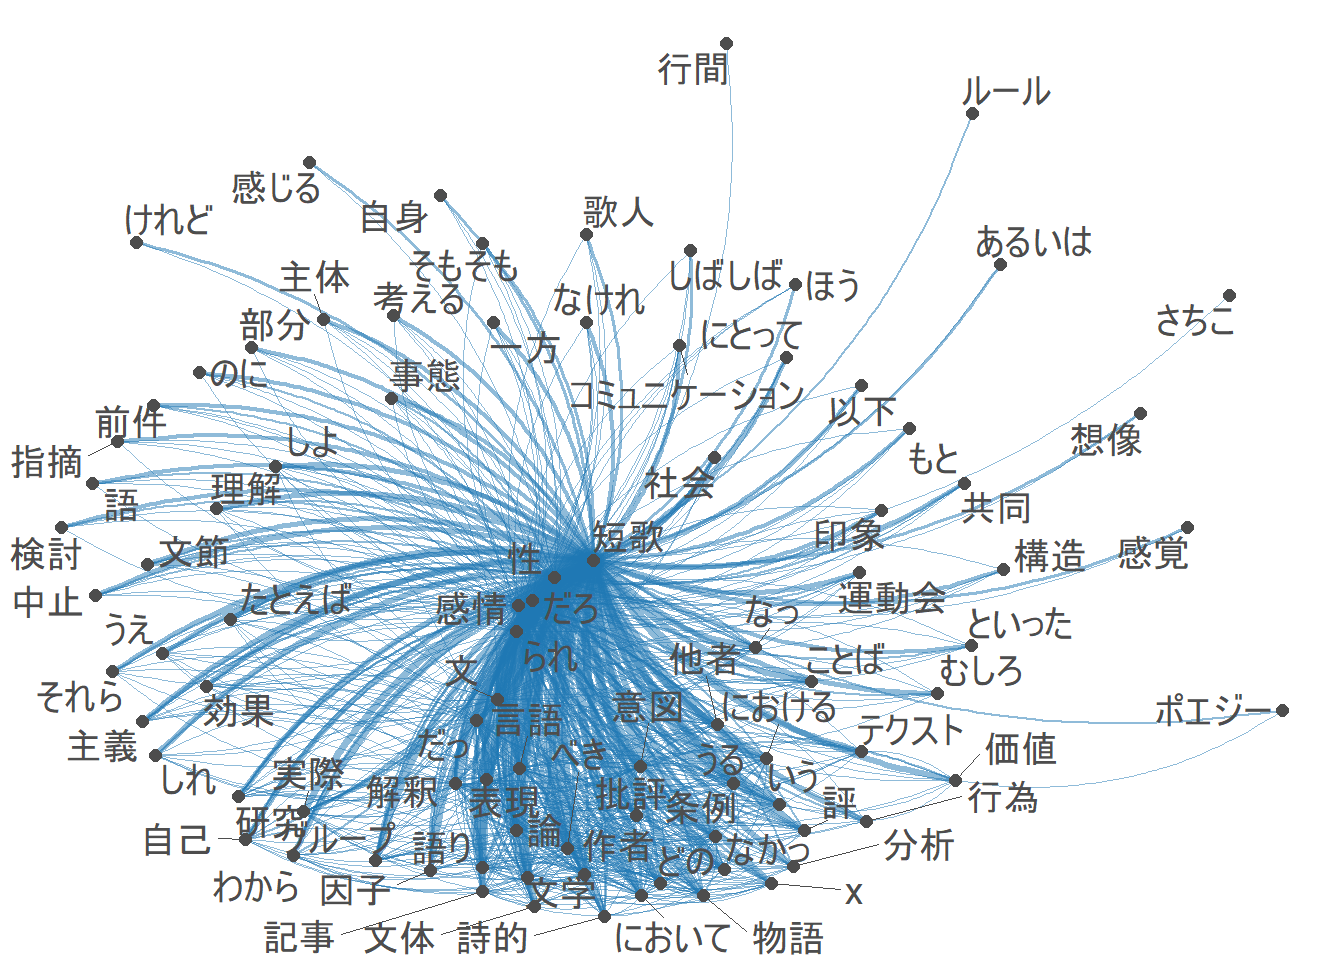 行間
ルール
感じる
けれど
自身
歌人
そもそも
あるいは
主体
考える
なけれ
しばしば
ほう
さちこ
部分
一方
にとって
のに
事態
コミュニケーション
以下
前件
しよ
想像
指摘
もと
理解
社会
語
共同
短歌
印象
検討
文節
性
構造
感覚
中止
たとえば
感情
だろ
運動会
なっ
うえ
といった
られ
他者
ことば
文
むしろ
それら
効果
言語
意図
における
ポエジー
主義
だっ
べき
テクスト
価値
しれ
実際
解釈
表現
批評
うる
いう
条例
評
行為
研究
グループ
自己
語り
論
作者
どの
なかっ
分析
わから
因子
文学
x
記事
文体
詩的
において
物語